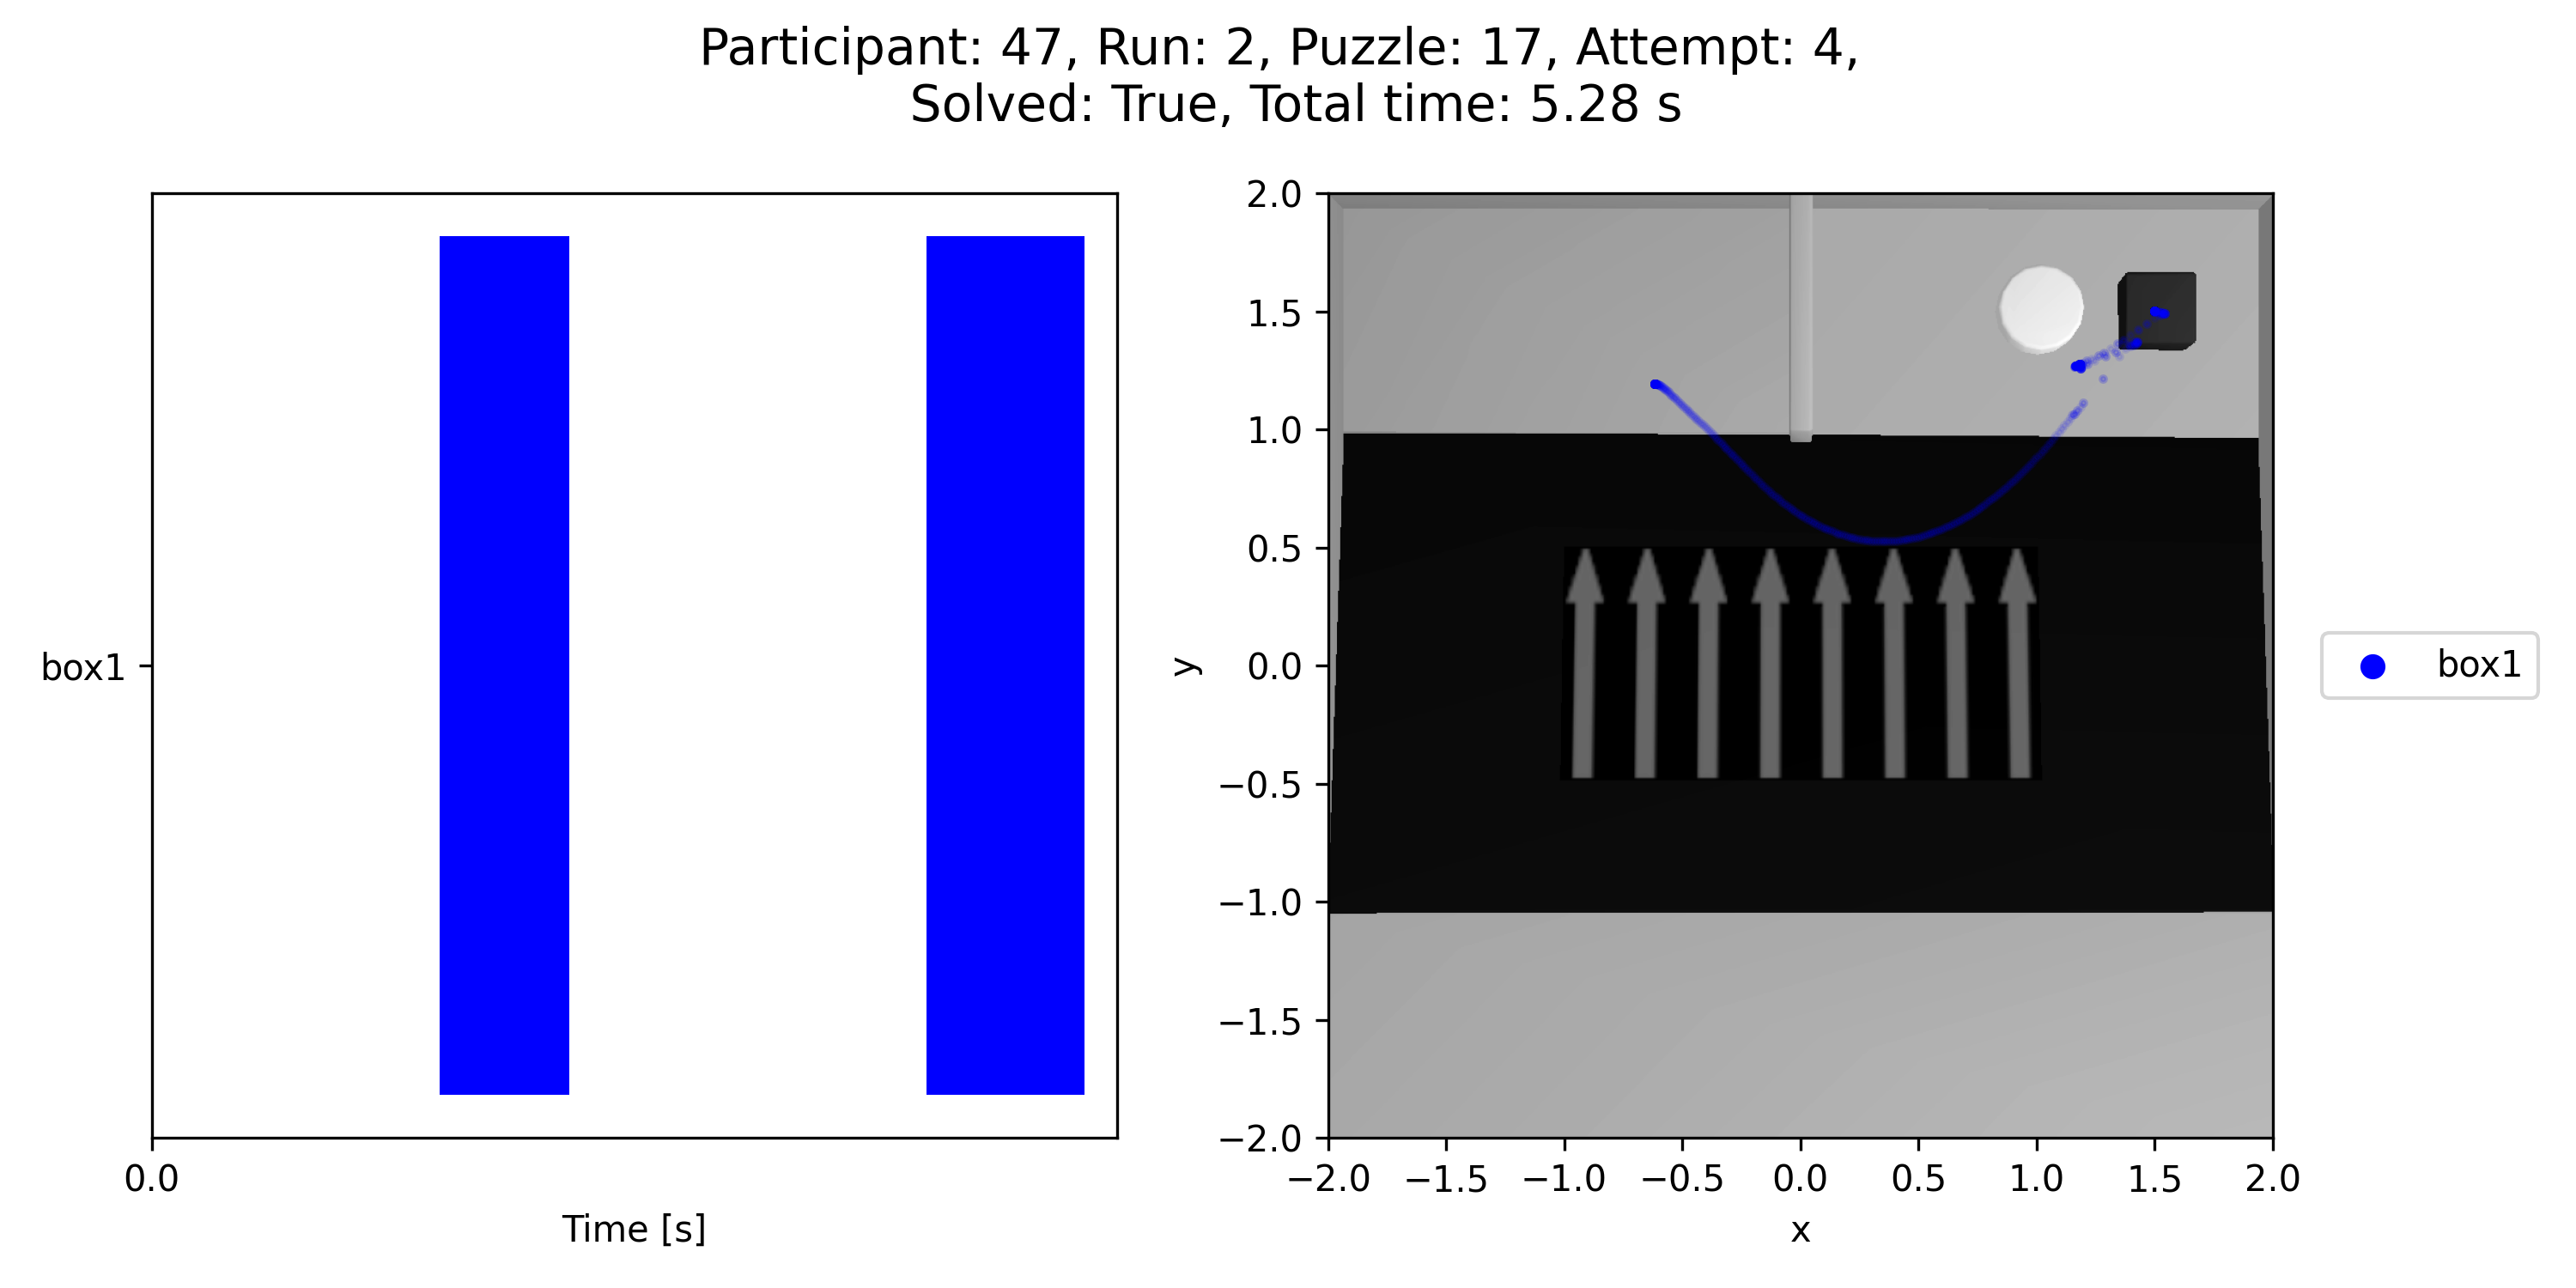 Participant: 47, Run: 2, Puzzle: 17, Attempt: 4,
Solved: True, Total time: 5.28 s
box1
0.0
Time [s]
2.0
1.5
1.0
0.5
0.0
−0.5
−1.0
−1.5
−2.0
y
−2.0 −1.5 −1.0 −0.5 0.0 0.5 1.0 1.5 2.0
x
box1